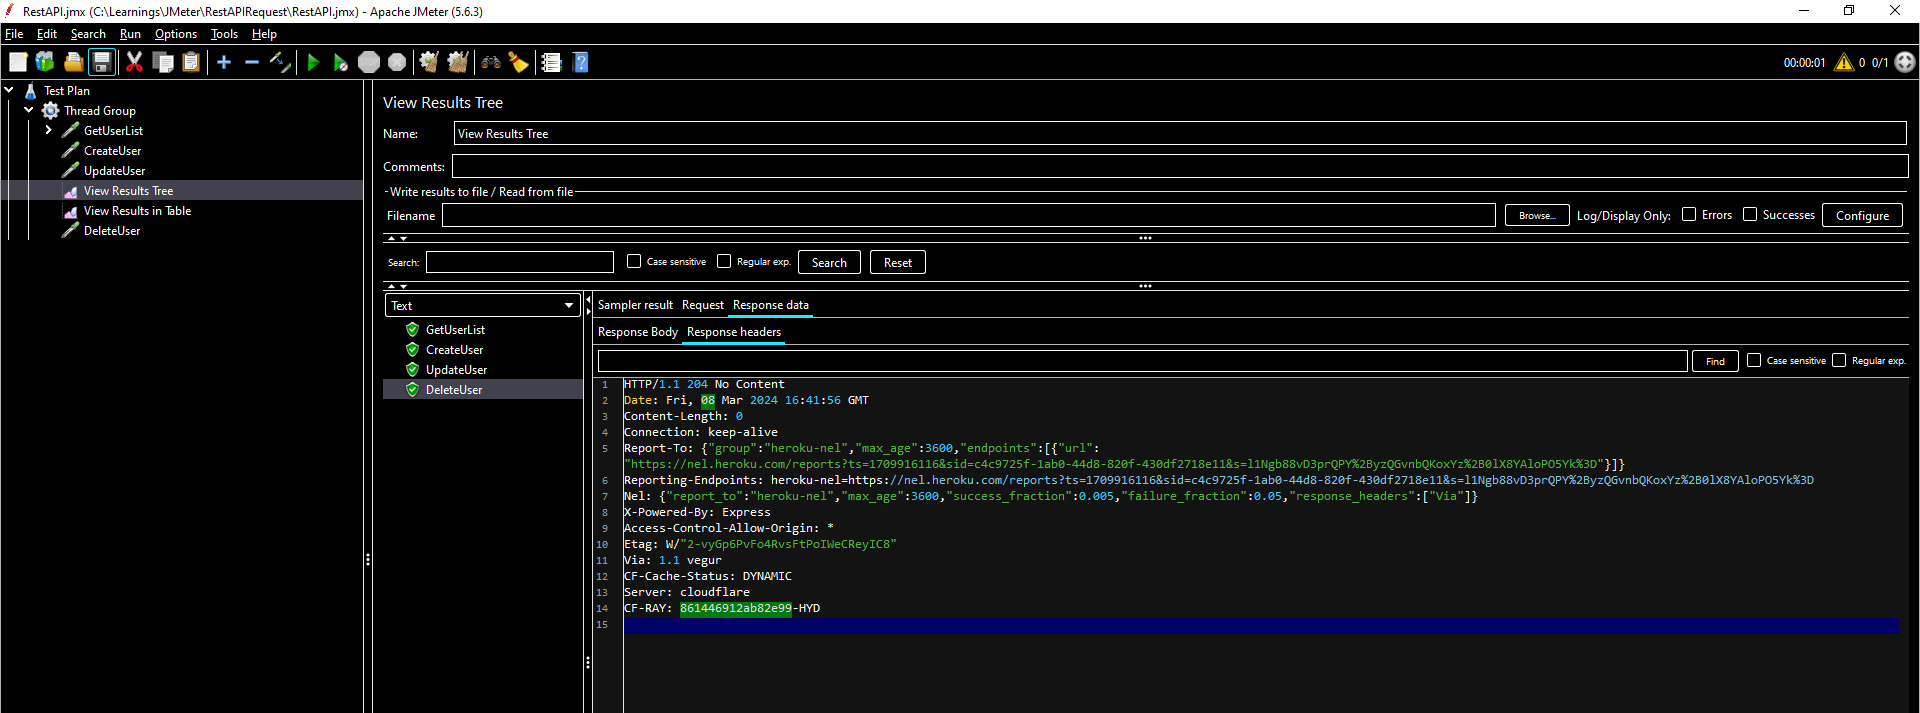 RestAPI.jmx (C:\Learnings\JMeter\RestAPIRequest\RestAPI.jmx) - Apache JMeter (5.6.3)
File Edit Search Run Options Tools Help
00:00:01 0 0/1
Test Plan
Thread Group
GetUserList
CreateUser
UpdateUser
View Results Tree
View Results in Table
DeleteUser
View Results Tree
Name: View Results Tree
Comments:
Write results to file / Read from file
Filename Browse... Log/Display Only: Errors Successes Configure
Search: Case sensitive Regular exp. Search Reset
Text
GetUserList
CreateUser
UpdateUser
DeleteUser
Sampler result Request Response data
Response Body Response headers
Find Case sensitive Regular exp.
1 HTTP/1.1 204 No Content
2 Date: Fri, 08 Mar 2024 16:41:56 GMT
3 Content-Length: 0
4 Connection: keep-alive
5 Report-To: {"group":"heroku-nel","max_age":3600,"endpoints":[{"url":
"https://nel.heroku.com/reports?ts=1709916116&sid=c4c9725f-1ab0-44d8-820f-430df2718e11&s=l1Ngb88vD3prQPY%2ByzQGvnbQKoxYz%2B0lX8YAloPO5Yk%3D"}]}
6 Reporting-Endpoints: heroku-nel=https://nel.heroku.com/reports?ts=1709916116&sid=c4c9725f-1ab0-44d8-820f-430df2718e11&s=l1Ngb88vD3prQPY%2ByzQGvnbQKoxYz%2B0lX8YAloPO5Yk%3D
7 Nel: {"report_to":"heroku-nel","max_age":3600,"success_fraction":0.005,"failure_fraction":0.05,"response_headers":["Via"]}
8 X-Powered-By: Express
9 Access-Control-Allow-Origin: *
10 Etag: W/"2-vyGp6PvFo4RvsFtPoIWeCReyIC8"
11 Via: 1.1 vegur
12 CF-Cache-Status: DYNAMIC
13 Server: cloudflare
14 CF-RAY: 861446912ab82e99-HYD
15